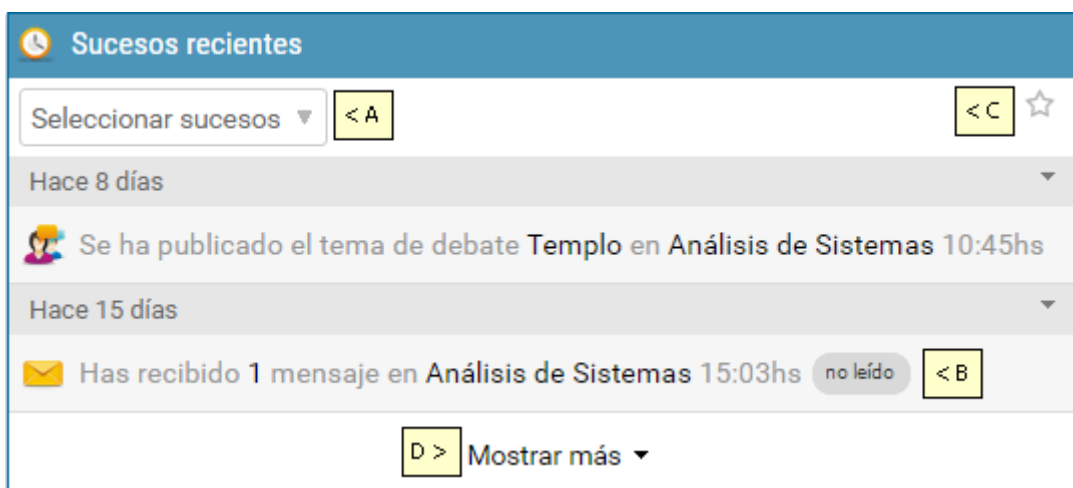 Sucesos recientes
Seleccionar sucesos < A < C
Hace 8 días
Se ha publicado el tema de debate Templo en Análisis de Sistemas 10:45hs
Hace 15 días
Has recibido 1 mensaje en Análisis de Sistemas 15:03hs no leído < B
D > Mostrar más